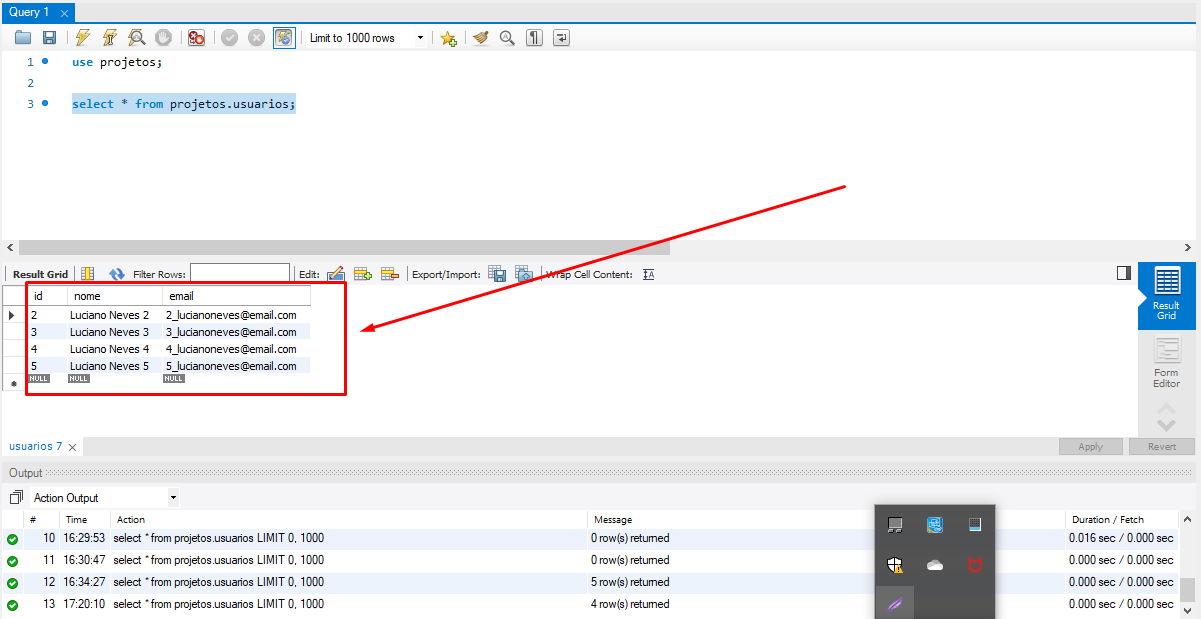 Query 1
Limit to 1000 rows
1 use projetos;
2
3 select * from projetos.usuarios;
Result Grid Filter Rows: Edit: Export/Import: Wrap Cell Content:
id nome email
2 Luciano Neves 2 2_lucianoneves@email.com
3 Luciano Neves 3 3_lucianoneves@email.com
4 Luciano Neves 4 4_lucianoneves@email.com
5 Luciano Neves 5 5_lucianoneves@email.com
NULL NULL NULL
Result
Grid
Form
Editor
usuarios 7
Apply Revert
Output
Action Output
# Time Action Message Duration / Fetch
10 16:29:53 select * from projetos.usuarios LIMIT 0, 1000 0 row(s) returned 0.016 sec / 0.000 sec
11 16:30:47 select * from projetos.usuarios LIMIT 0, 1000 0 row(s) returned 0.000 sec / 0.000 sec
12 16:34:27 select * from projetos.usuarios LIMIT 0, 1000 5 row(s) returned 0.000 sec / 0.000 sec
13 17:20:10 select * from projetos.usuarios LIMIT 0, 1000 4 row(s) returned 0.000 sec / 0.000 sec